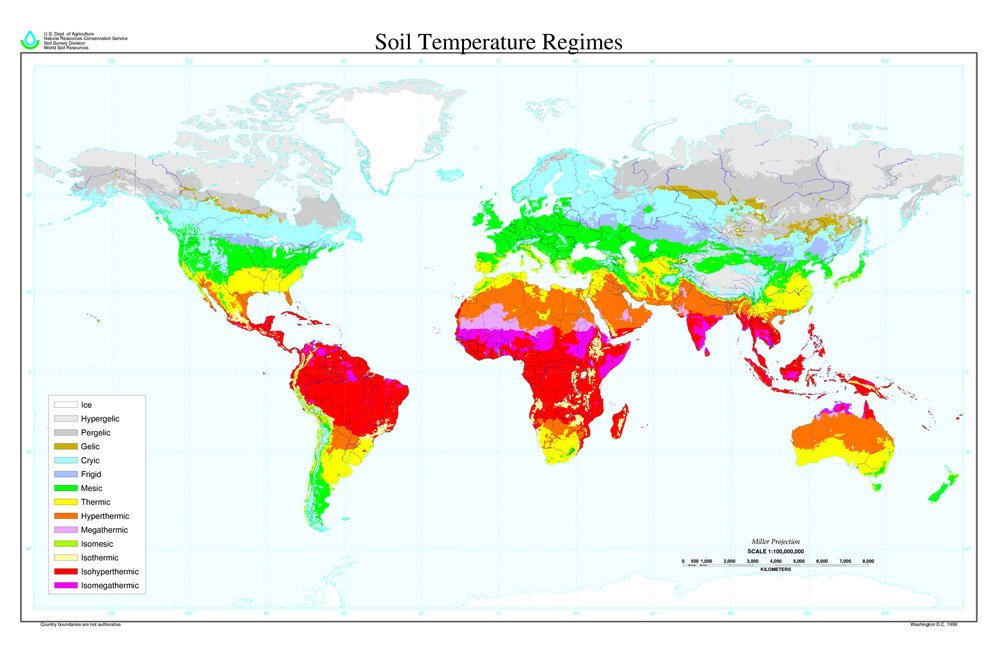 U.S. Dept. of Agriculture
Natural Resources Conservation Service
Soil Survey Division
World Soil Resources
Soil Temperature Regimes
Ice
Hypergelic
Pergelic
Gelic
Cryic
Frigid
Mesic
Thermic
Hyperthermic
Megathermic
Isomesic
Isothermic
Isohyperthermic
Isomegathermic
Miller Projection
SCALE 1:100,000,000
0 500 1,000 2,000 3,000 4,000 5,000 6,000 7,000 8,000
KILOMETERS
Country boundaries are not authoritative
Washington D.C. 1999